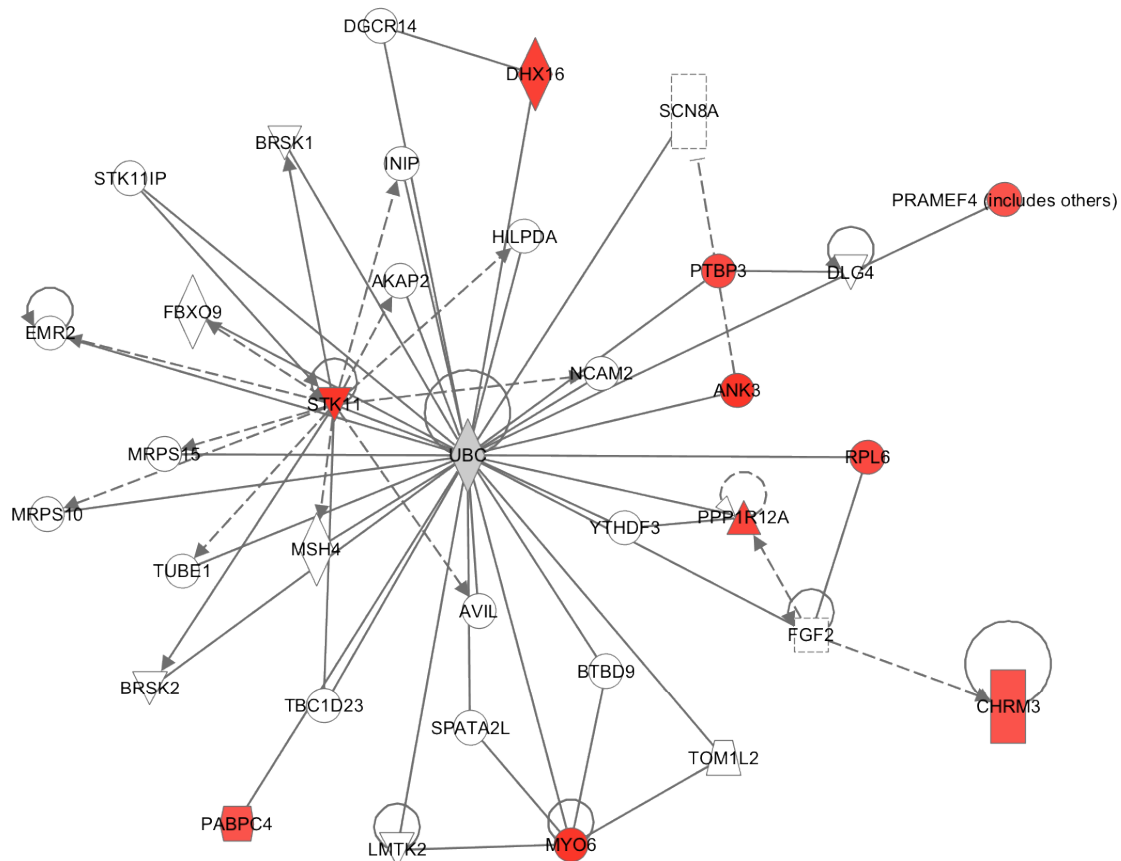 DGCR14
DHX16
SCN8A
BRSK1
INIP
STK11IP
PRAMEF4 (includes others)
HILPDA
PTBP3
DLG4
AKAP2
FBXO9
EMR2
NCAM2
ANK3
STK11
MRPS15
UBC
RPL6
MRPS10
PPP1R12A
YTHDF3
MSH4
TUBE1
AVIL
FGF2
BTBD9
BRSK2
TBC1D23
CHRM3
SPATA2L
TOM1L2
PABPC4
MYO6
LMTK2